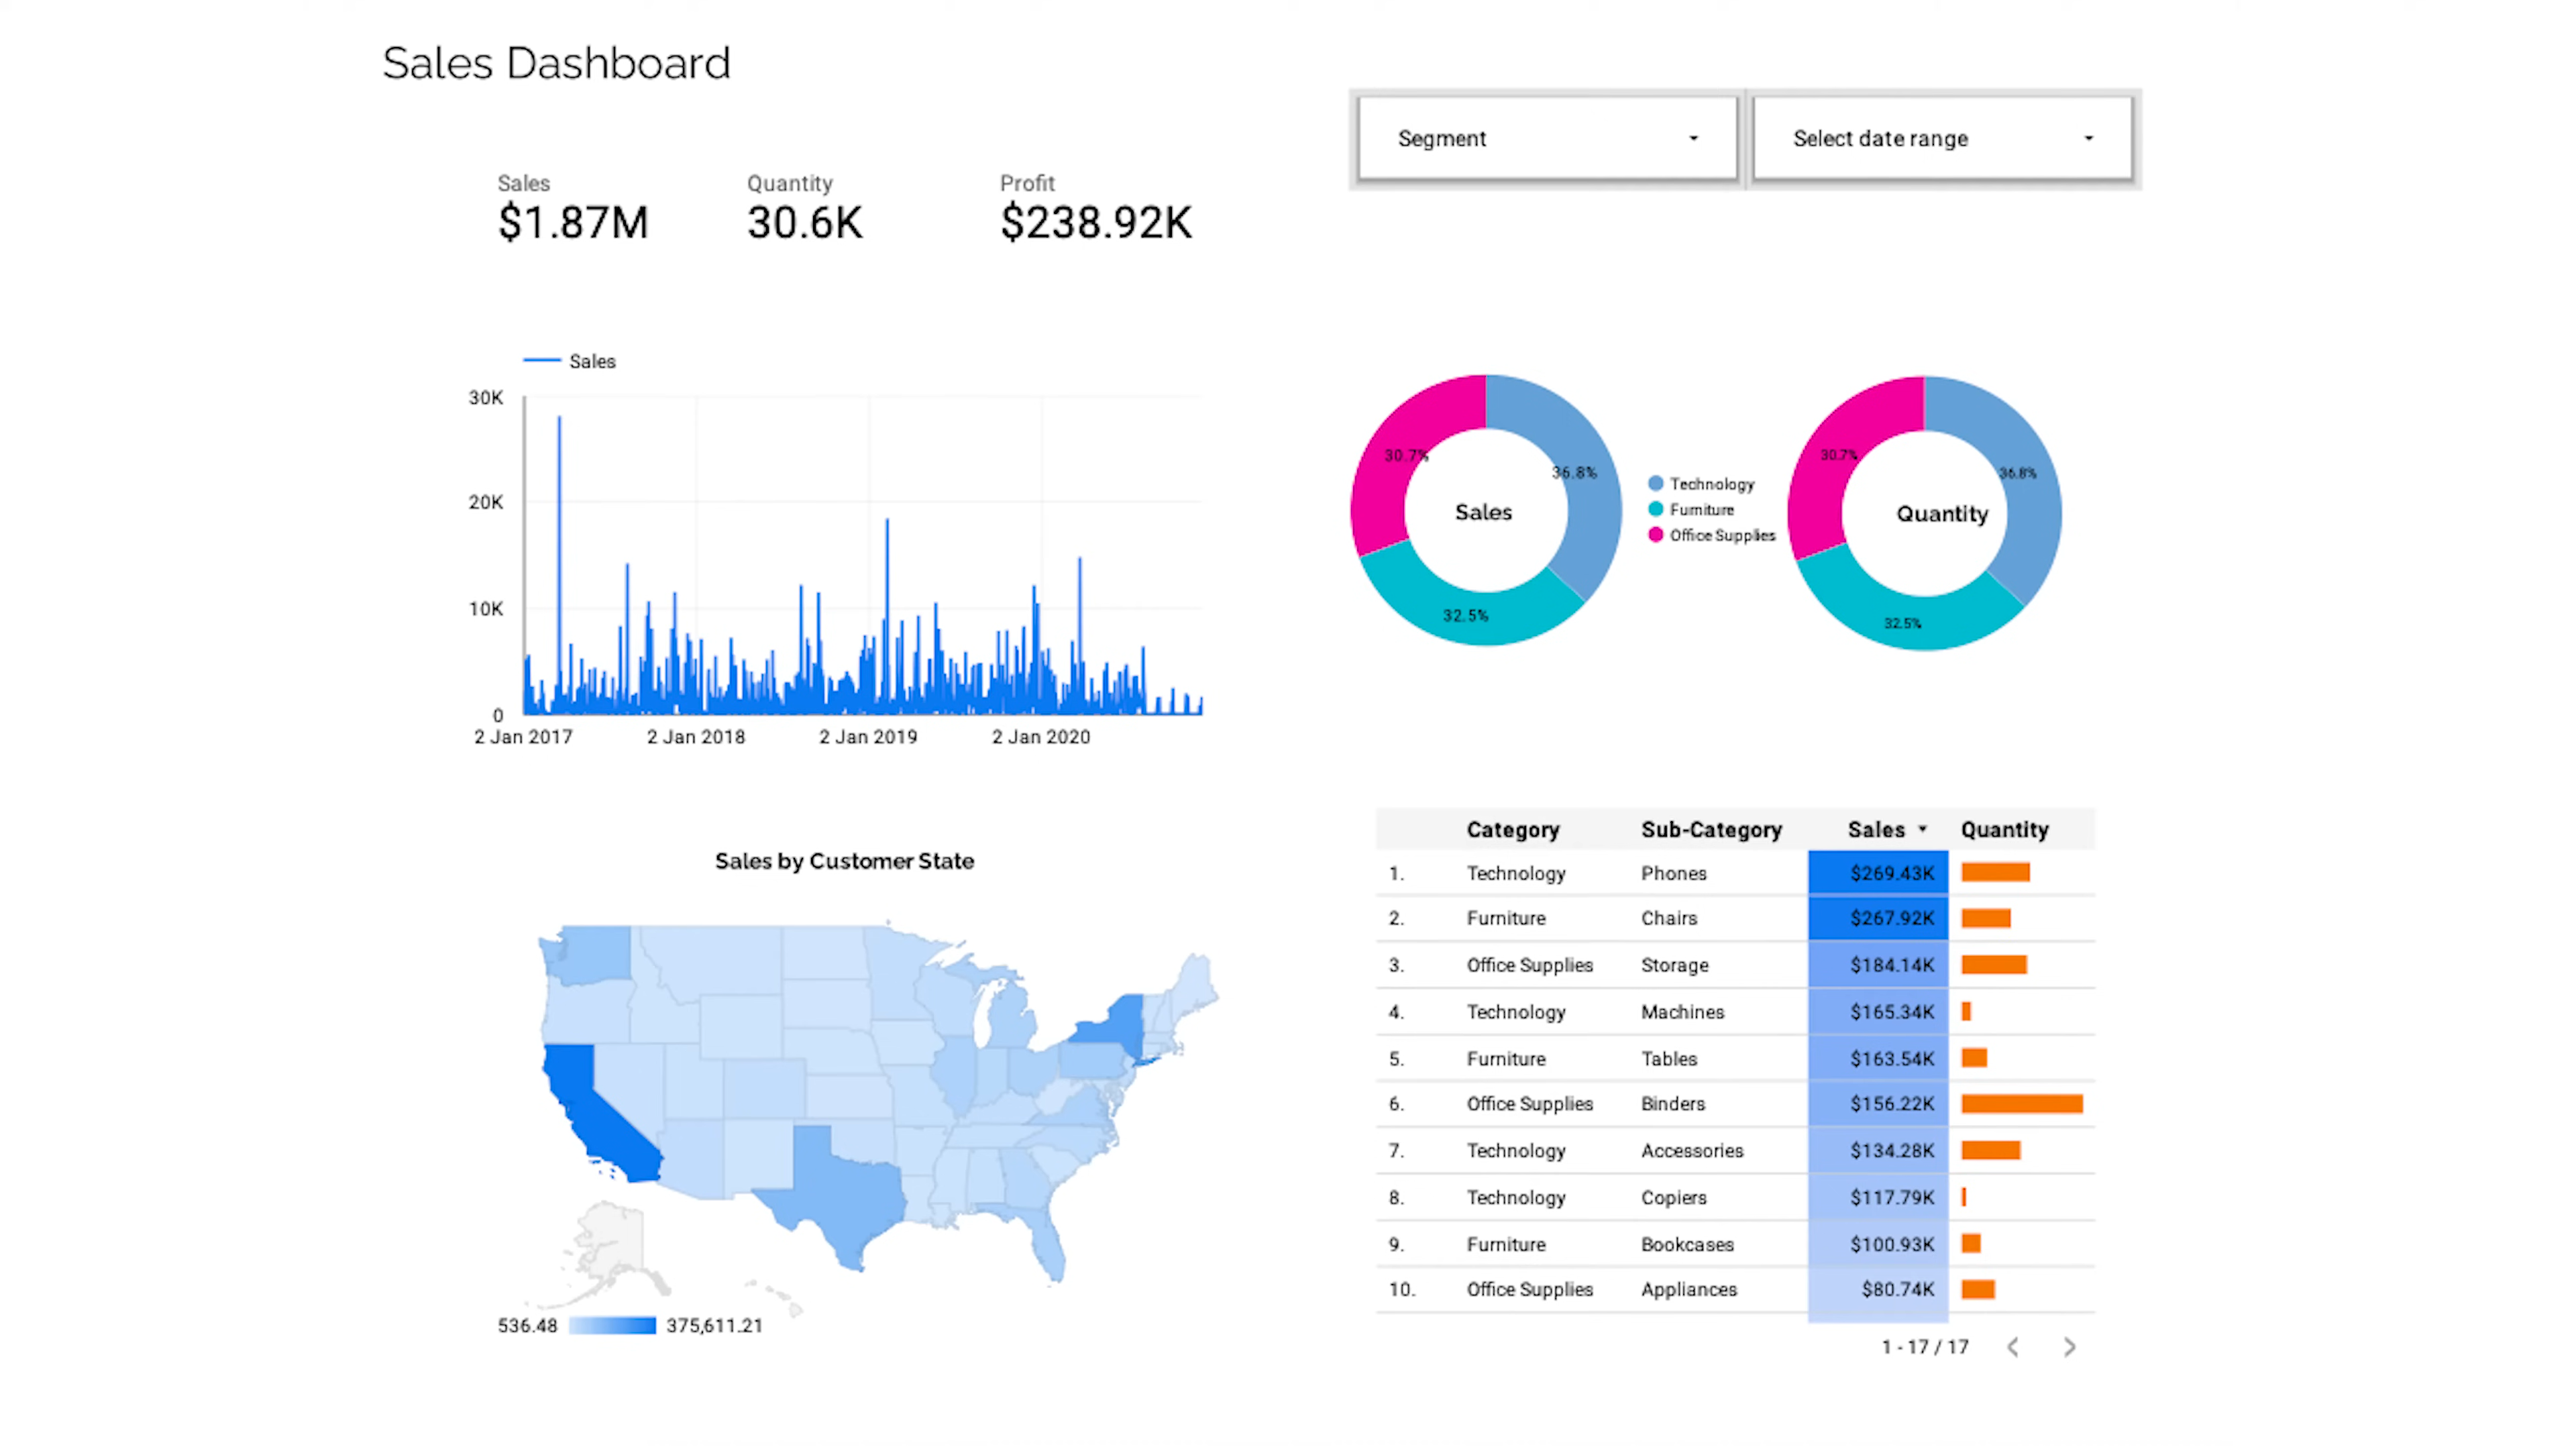 Sales Dashboard
Segment
Select date range
Sales
$1.87M
Quantity
30.6K
Profit
$238.92K
Sales
30K
20K
10K
0
2 Jan 2017
2 Jan 2018
2 Jan 2019
2 Jan 2020
30.7%
36.8%
Sales
32.5%
Technology
Furniture
Office Supplies
30.7%
36.8%
Quantity
32.5%
Sales by Customer State
536.48
375,611.21
Category Sub-Category Sales Quantity
1. Technology Phones $269.43K
2. Furniture Chairs $267.92K
3. Office Supplies Storage $184.14K
4. Technology Machines $165.34K
5. Furniture Tables $163.54K
6. Office Supplies Binders $156.22K
7. Technology Accessories $134.28K
8. Technology Copiers $117.79K
9. Furniture Bookcases $100.93K
10. Office Supplies Appliances $80.74K
1 - 17 / 17